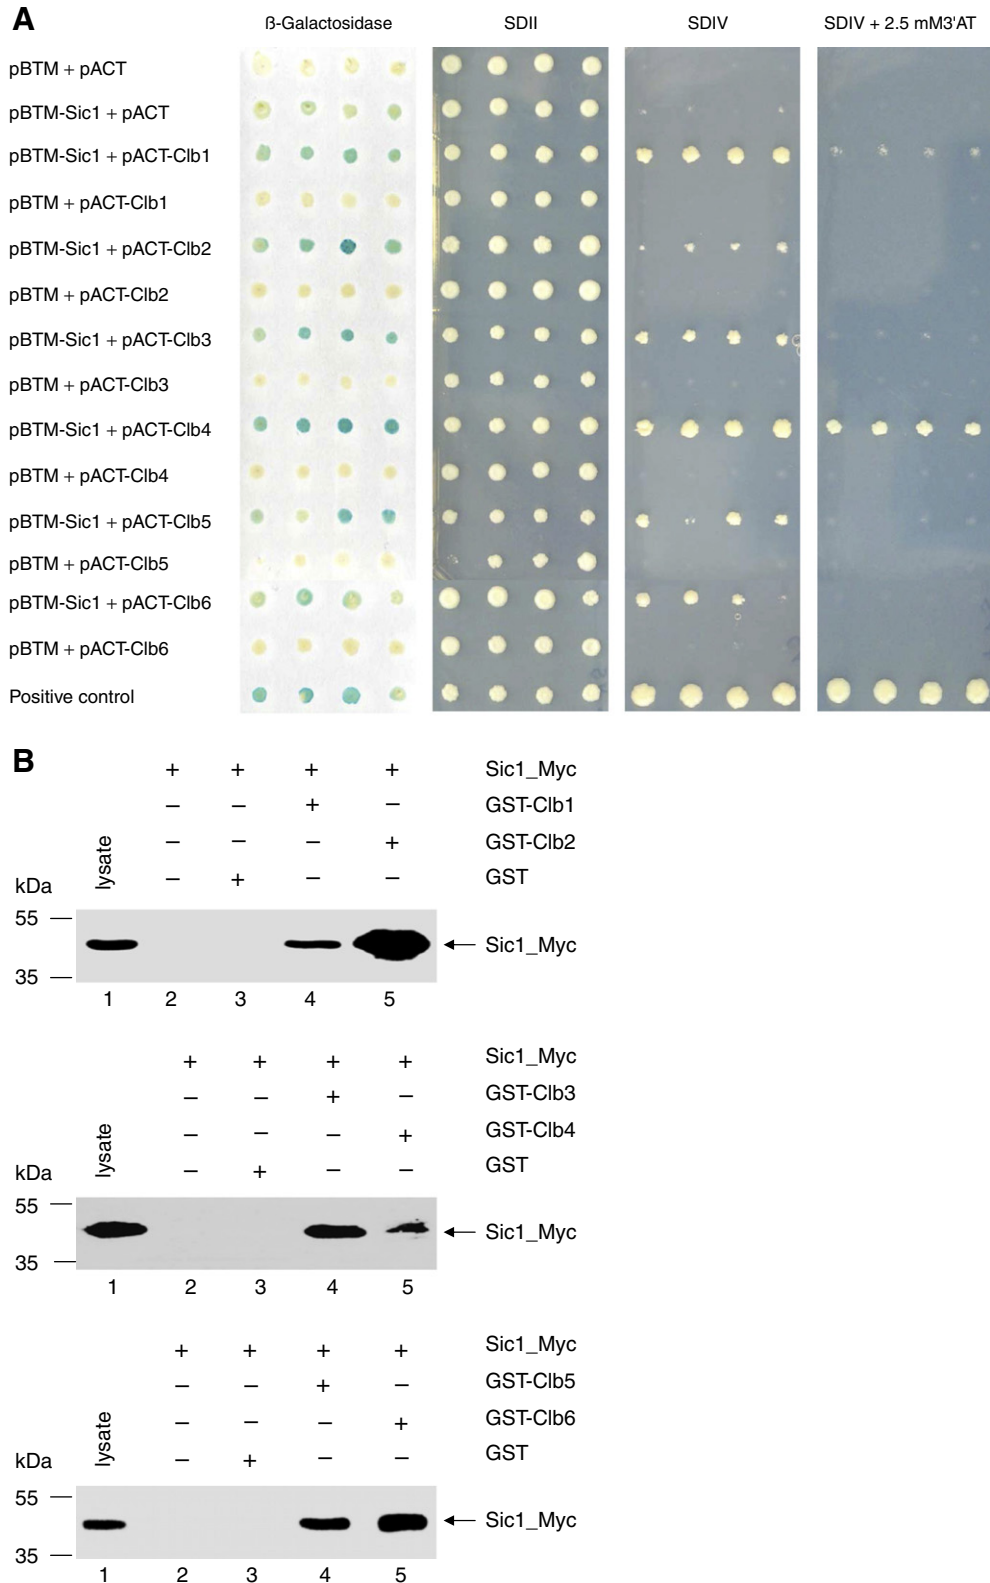 A
ß-Galactosidase SDII SDIV SDIV + 2.5 mM3'AT
pBTM + pACT
pBTM-Sic1 + pACT
pBTM-Sic1 + pACT-Clb1
pBTM + pACT-Clb1
pBTM-Sic1 + pACT-Clb2
pBTM + pACT-Clb2
pBTM-Sic1 + pACT-Clb3
pBTM + pACT-Clb3
pBTM-Sic1 + pACT-Clb4
pBTM + pACT-Clb4
pBTM-Sic1 + pACT-Clb5
pBTM + pACT-Clb5
pBTM-Sic1 + pACT-Clb6
pBTM + pACT-Clb6
Positive control
B
+ + + + Sic1_Myc
– – + – GST-Clb1
– – – + GST-Clb2
– + – – GST
lysate
kDa
55
Sic1_Myc
35
1 2 3 4 5
+ + + + Sic1_Myc
– – + – GST-Clb3
– – – + GST-Clb4
– + – – GST
lysate
kDa
55
Sic1_Myc
35
1 2 3 4 5
+ + + + Sic1_Myc
– – + – GST-Clb5
– – – + GST-Clb6
– + – – GST
lysate
kDa
55
Sic1_Myc
35
1 2 3 4 5